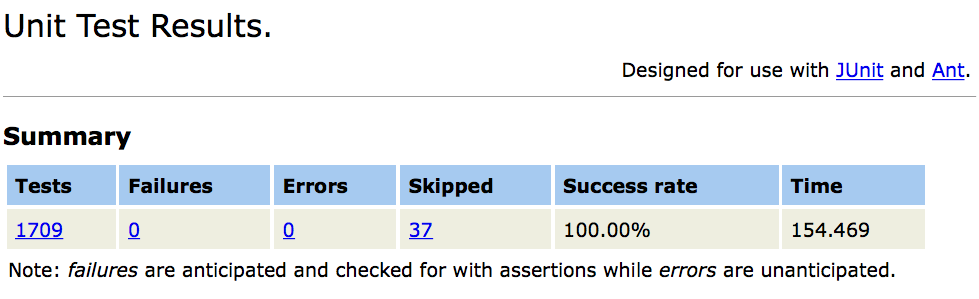 Unit Test Results.
Designed for use with JUnit and Ant.
Summary
Tests Failures Errors Skipped Success rate Time
1709 0 0 37 100.00% 154.469
Note: failures are anticipated and checked for with assertions while errors are unanticipated.